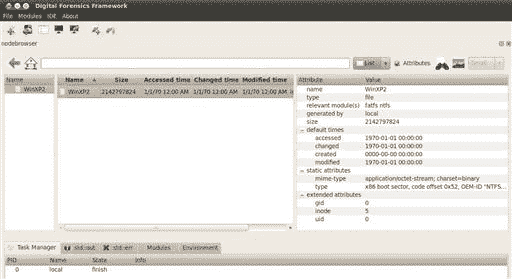 Digital Forensics Framework
File Modules IDE About
nodebrowser
List
Attributes
Small
Name
WinXP2
Name Size Accessed time Changed time Modified time
WinXP2 2142797824 1/1/70 12:00 AM 1/1/70 12:00 AM 1/1/70 12:00 AM
Attribute Value
name WinXP2
type file
relevant module(s) fatfs ntfs
generated by local
size 2142797824
default times
accessed 1970-01-01 00:00:00
changed 1970-01-01 00:00:00
created 0000-00-00 00:00:00
modified 1970-01-01 00:00:00
static attributes
mime-type application/octet-stream; charset=binary
type x86 boot sector, code offset 0x52, OEM-ID "NTFS...
extended attributes
gid 0
inode 5
uid 0
Task Manager std::out std::err Modules Environment
PID Name State Info
0 local finish